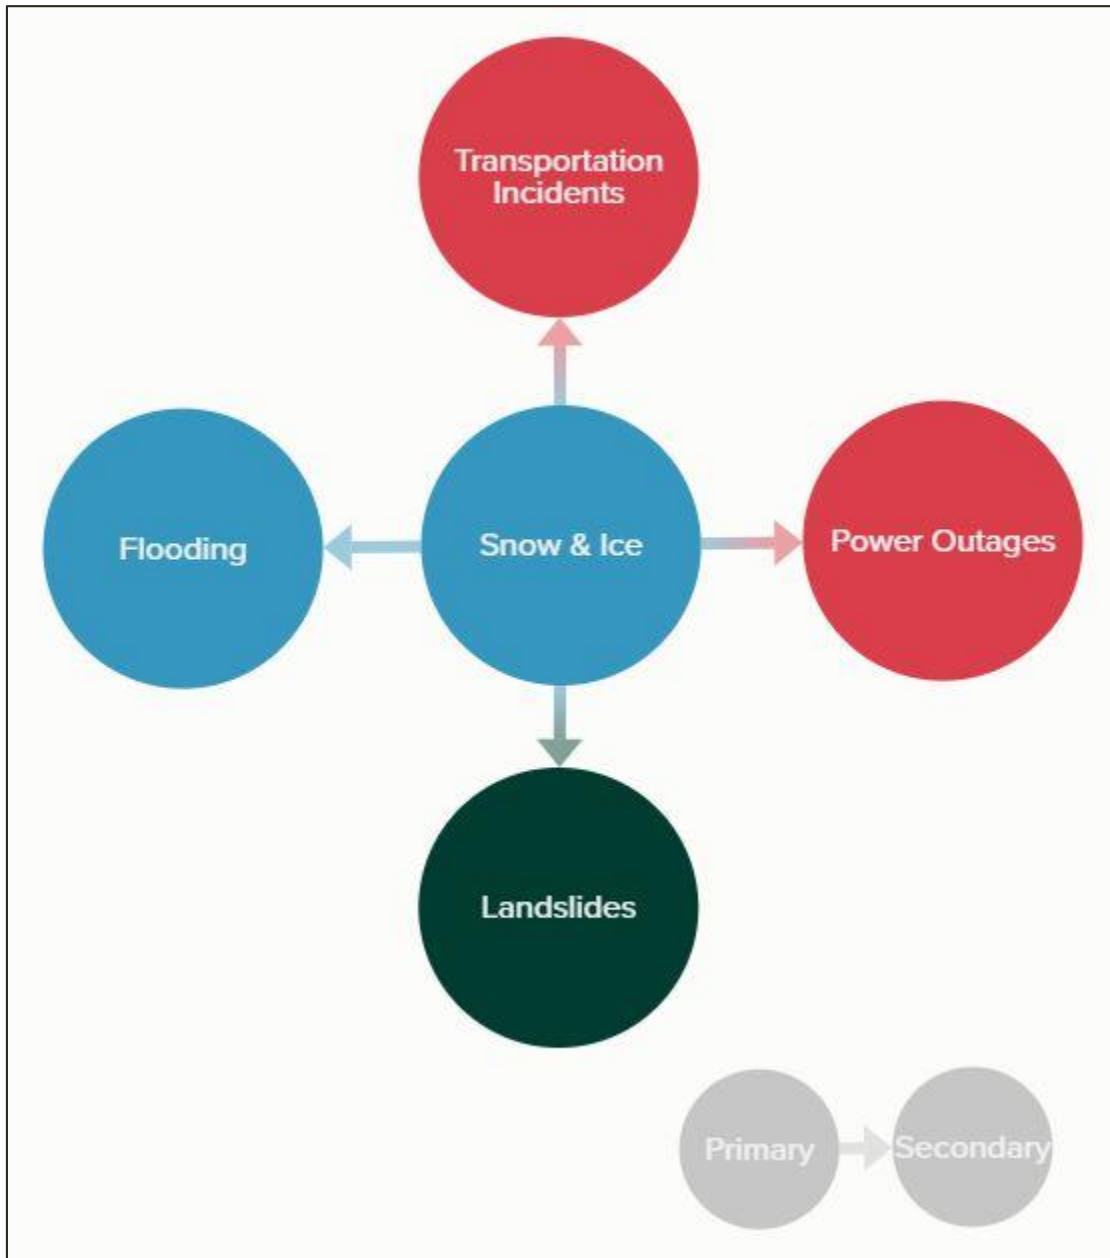 Transportation
Incidents
Flooding
Snow & Ice
Power Outages
Landslides
Primary
Secondary